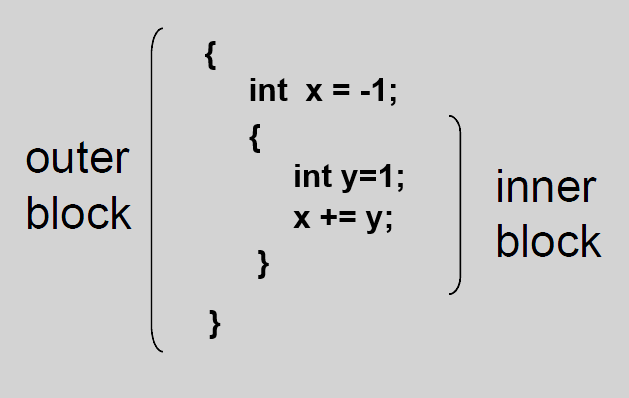 outer
block
{
int x = -1;
{
int y=1;
x += y;
}
}
inner
block